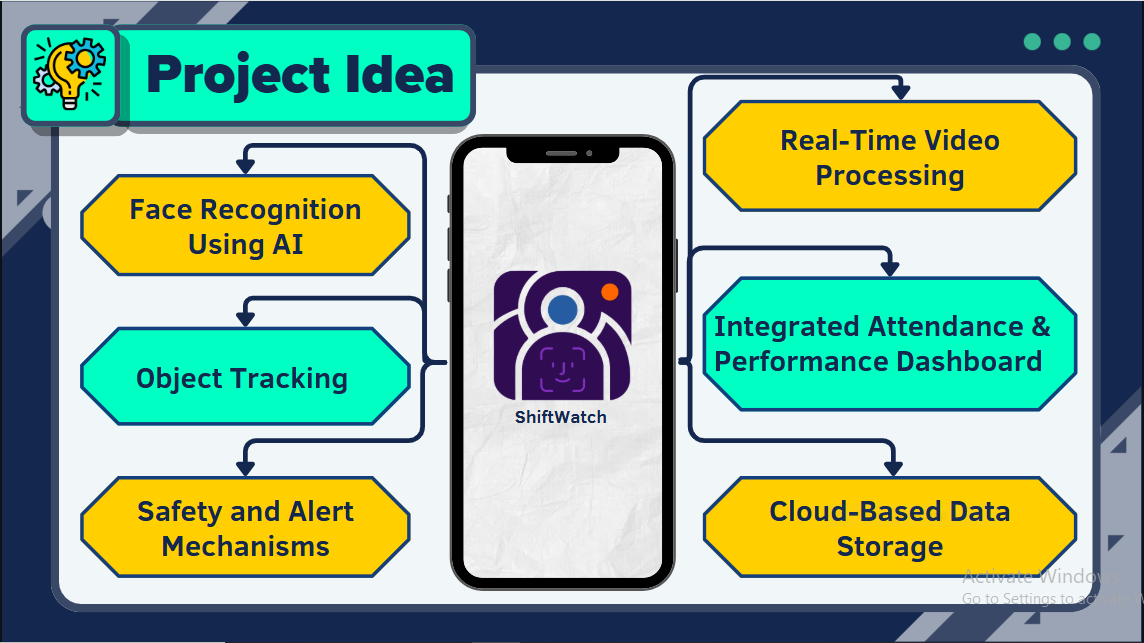 Project Idea
Face Recognition
Using AI
Object Tracking
Safety and Alert
Mechanisms
ShiftWatch
Real-Time Video
Processing
Integrated Attendance &
Performance Dashboard
Cloud-Based Data
Storage
Activate Windows
Go to Settings to activate